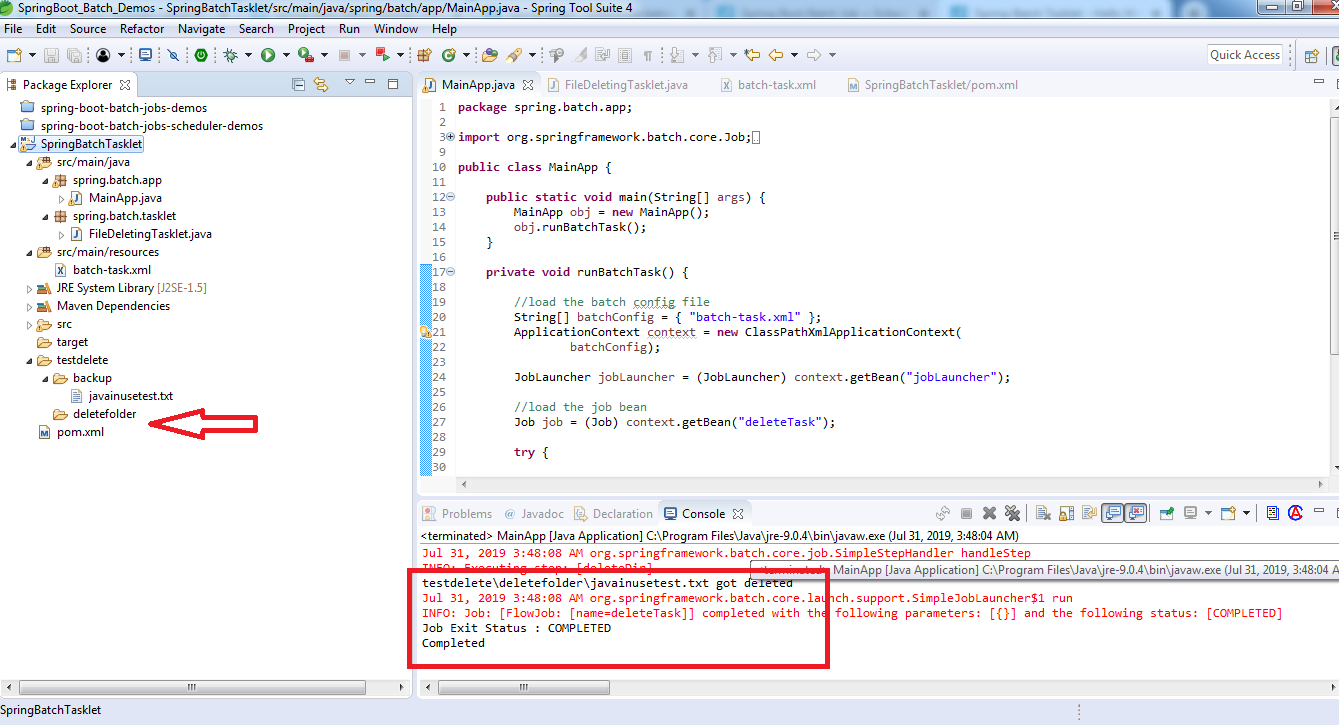 SpringBoot_Batch_Demos - SpringBatchTasklet/src/main/java/spring/batch/app/MainApp.java - Spring Tool Suite 4
File Edit Source Refactor Navigate Search Project Run Window Help
Quick Access
Package Explorer
spring-boot-batch-jobs-demos
spring-boot-batch-jobs-scheduler-demos
SpringBatchTasklet
src/main/java
spring.batch.app
MainApp.java
spring.batch.tasklet
FileDeletingTasklet.java
src/main/resources
batch-task.xml
JRE System Library [J2SE-1.5]
Maven Dependencies
src
target
testdelete
backup
javainusetest.txt
deletefolder
pom.xml
MainApp.java FileDeletingTasklet.java batch-task.xml SpringBatchTasklet/pom.xml
1 package spring.batch.app;
2
3 import org.springframework.batch.core.Job;
9
10 public class MainApp {
11
12 public static void main(String[] args) {
13 MainApp obj = new MainApp();
14 obj.runBatchTask();
15 }
16
17 private void runBatchTask() {
18
19 //load the batch config file
20 String[] batchConfig = { "batch-task.xml" };
21 ApplicationContext context = new ClassPathXmlApplicationContext(
22 batchConfig);
23
24 JobLauncher jobLauncher = (JobLauncher) context.getBean("jobLauncher");
25
26 //load the job bean
27 Job job = (Job) context.getBean("deleteTask");
28
29 try {
30
Problems Javadoc Declaration Console
<terminated> MainApp [Java Application] C:\Program Files\Java\jre-9.0.4\bin\javaw.exe (Jul 31, 2019, 3:48:04 AM)
Jul 31, 2019 3:48:08 AM org.springframework.batch.core.job.SimpleStepHandler handleStep
INFO: Executing step: [deleteDir]
<terminated> MainApp [Java Application] C:\Program Files\Java\jre-9.0.4\bin\javaw.exe (Jul 31, 2019, 3:48:04 A
testdelete\deletefolder\javainusetest.txt got deleted
Jul 31, 2019 3:48:08 AM org.springframework.batch.core.launch.support.SimpleJobLauncher$1 run
INFO: Job: [FlowJob: [name=deleteTask]] completed with the following parameters: [{}] and the following status: [COMPLETED]
Job Exit Status : COMPLETED
Completed
SpringBatchTasklet